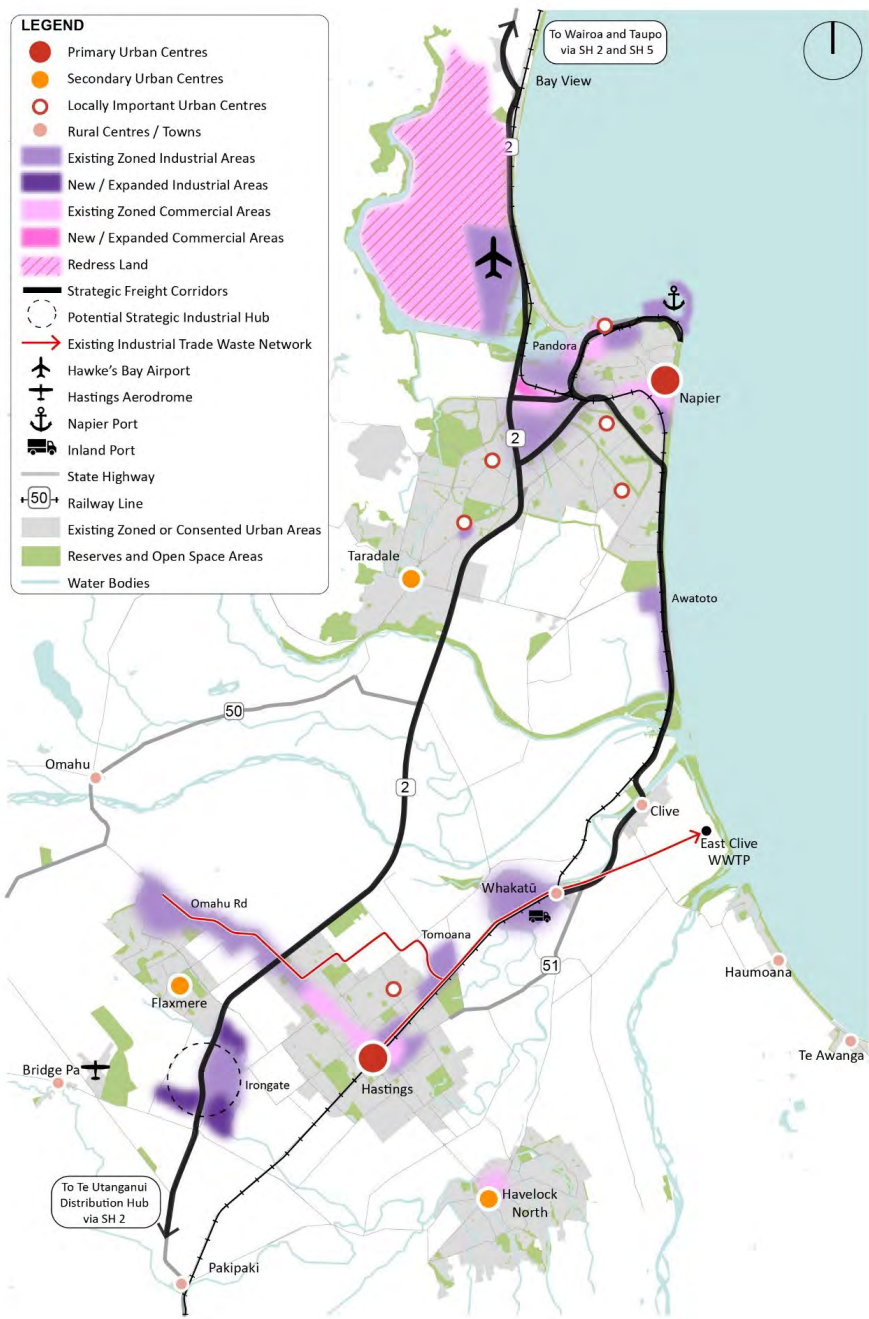 LEGEND
Primary Urban Centres
Secondary Urban Centres
Locally Important Urban Centres
Rural Centres / Towns
Existing Zoned Industrial Areas
New / Expanded Industrial Areas
Existing Zoned Commercial Areas
New / Expanded Commercial Areas
Redress Land
Strategic Freight Corridors
Potential Strategic Industrial Hub
Existing Industrial Trade Waste Network
Hawke's Bay Airport
Hastings Aerodrome
Napier Port
Inland Port
State Highway
50
Railway Line
Existing Zoned or Consented Urban Areas
Reserves and Open Space Areas
Water Bodies
To Wairoa and Taupo
via SH 2 and SH 5
Bay View
2
Pandora
Napier
2
Taradale
Awatoto
50
Omahu
2
Clive
East Clive
WWTP
Whakatū
Omahu Rd
Tomoana
51
Haumoana
Flaxmere
Te Awanga
Bridge Pa
Irongate
Hastings
To Te Utanganui
Distribution Hub
via SH 2
Havelock
North
Pakipaki